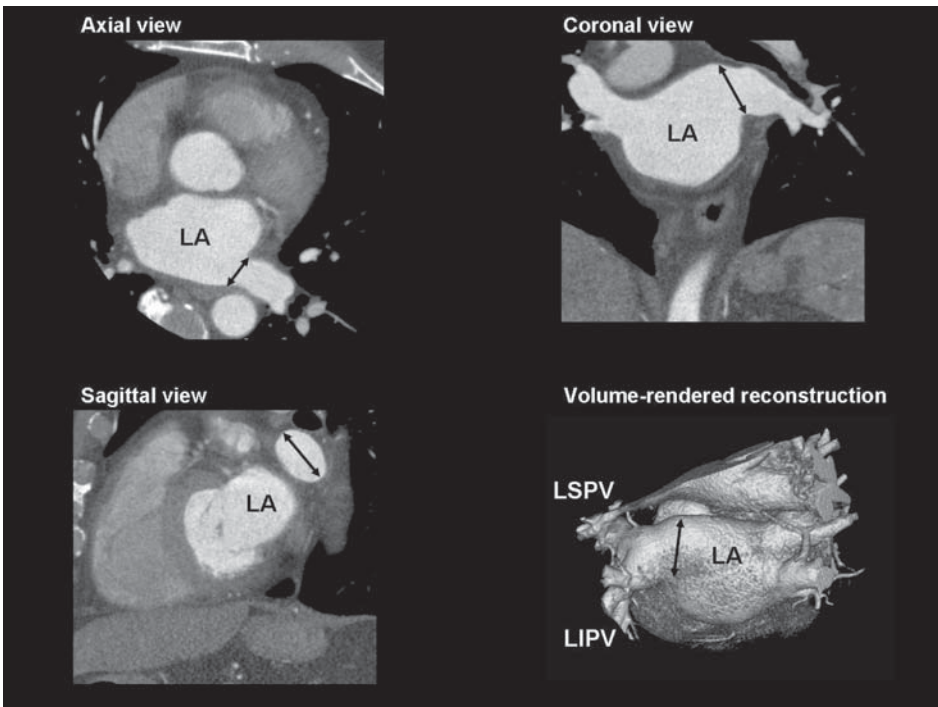 Axial view
Coronal view
LA
LA
Sagittal view
Volume-rendered reconstruction
LA
LSPV
LA
LIPV